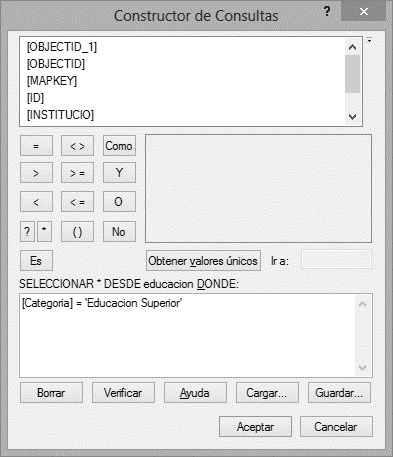 Constructor de Consultas
? ×
[OBJECTID_1]
[OBJECTID]
[MAPKEY]
[ID]
[INSTITUCIO]
= < > Como
> > = Y
< < = O
? * ( ) No
Es Obtener valores únicos Ir a:
SELECCIONAR * DESDE educacion DONDE:
[Categoria] = 'Educacion Superior'
Borrar Verificar Ayuda Cargar... Guardar...
Aceptar Cancelar